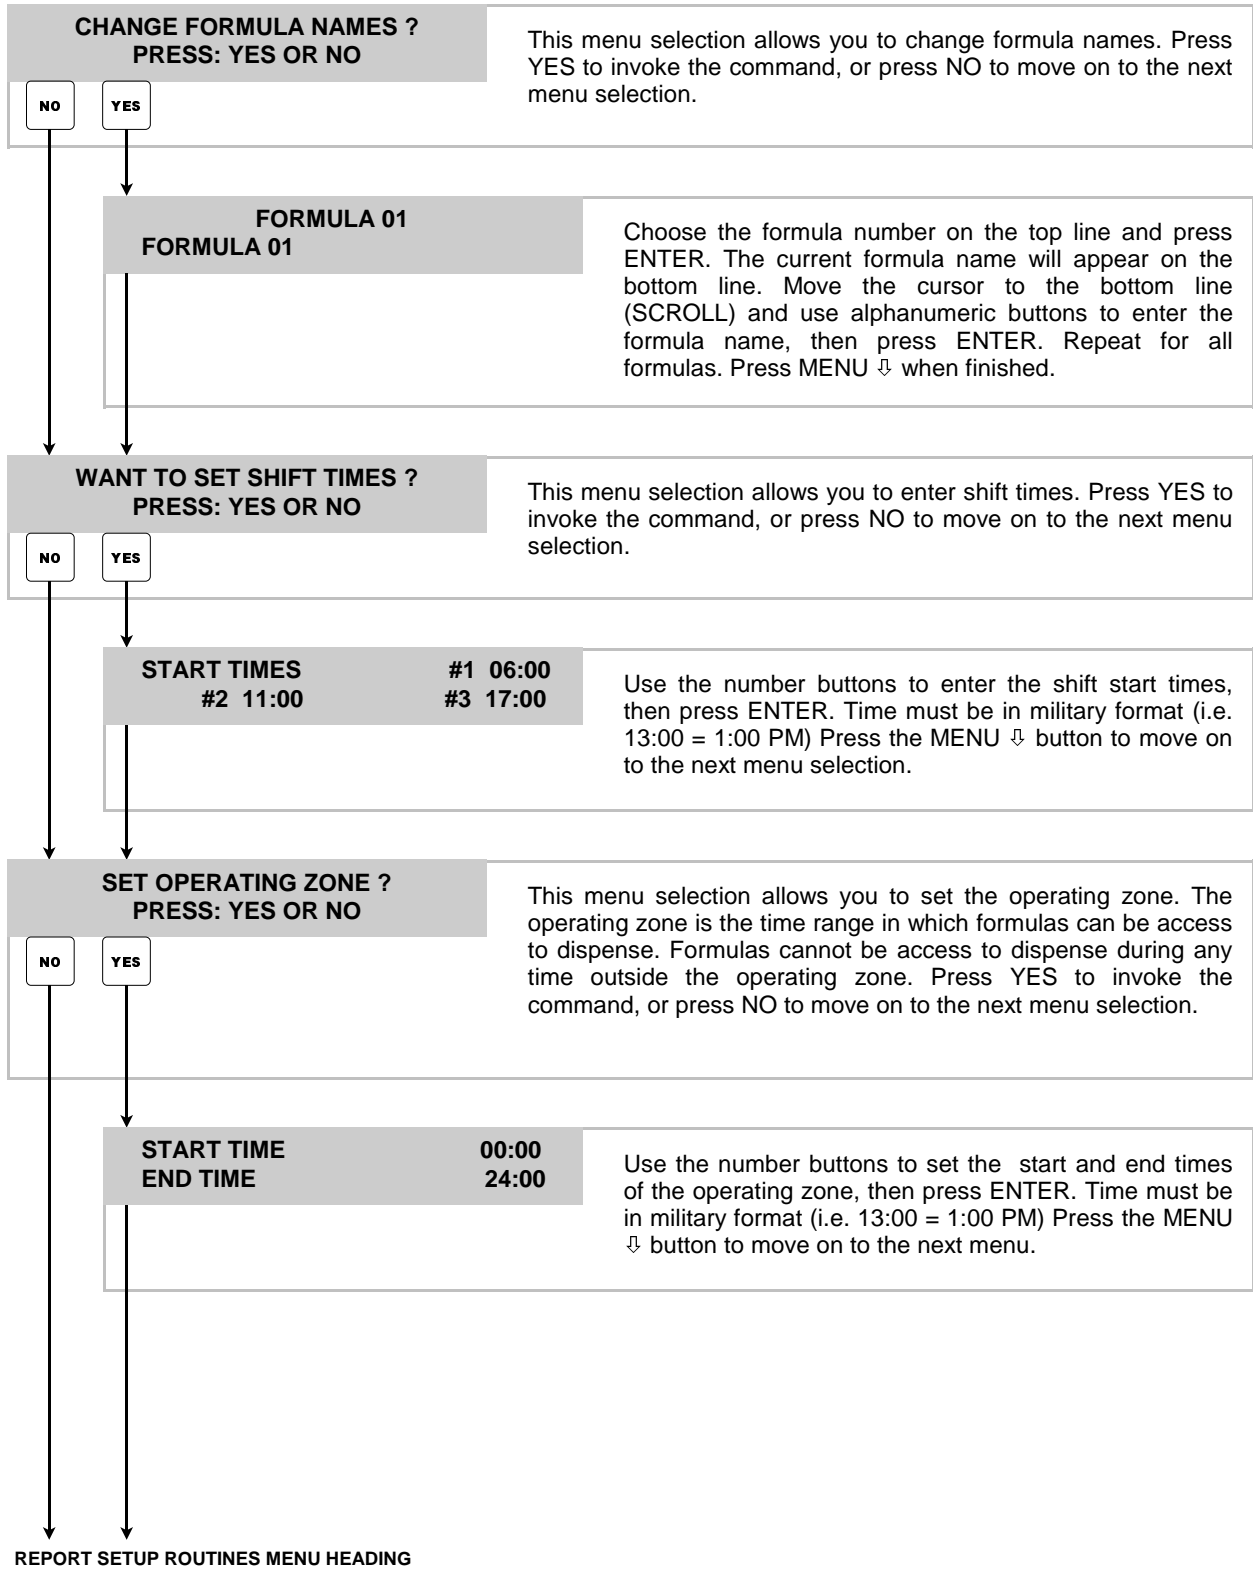 CHANGE FORMULA NAMES ?
PRESS: YES OR NO
This menu selection allows you to change formula names. Press
YES to invoke the command, or press NO to move on to the next
menu selection.
NO YES
FORMULA 01
FORMULA 01
Choose the formula number on the top line and press
ENTER. The current formula name will appear on the
bottom line. Move the cursor to the bottom line
(SCROLL) and use alphanumeric buttons to enter the
formula name, then press ENTER. Repeat for all
formulas. Press MENU ⇩ when finished.
WANT TO SET SHIFT TIMES ?
PRESS: YES OR NO
This menu selection allows you to enter shift times. Press YES to
invoke the command, or press NO to move on to the next menu
selection.
NO YES
START TIMES #1 06:00
#2 11:00 #3 17:00
Use the number buttons to enter the shift start times,
then press ENTER. Time must be in military format (i.e.
13:00 = 1:00 PM) Press the MENU ⇩ button to move on
to the next menu selection.
SET OPERATING ZONE ?
PRESS: YES OR NO
This menu selection allows you to set the operating zone. The
operating zone is the time range in which formulas can be access
to dispense. Formulas cannot be access to dispense during any
time outside the operating zone. Press YES to invoke the
command, or press NO to move on to the next menu selection.
NO YES
START TIME 00:00
END TIME 24:00
Use the number buttons to set the start and end times
of the operating zone, then press ENTER. Time must be
in military format (i.e. 13:00 = 1:00 PM) Press the MENU
⇩ button to move on to the next menu.
REPORT SETUP ROUTINES MENU HEADING